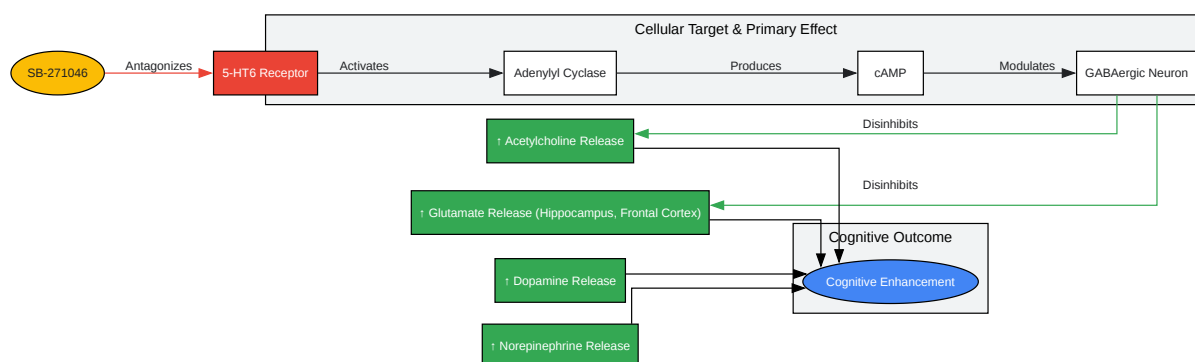 Cellular Target & Primary Effect
SB-271046
Antagonizes
5-HT6 Receptor
Activates
Adenylyl Cyclase
Produces
cAMP
Modulates
GABAergic Neuron
Disinhibits
↑ Acetylcholine Release
Disinhibits
↑ Glutamate Release (Hippocampus, Frontal Cortex)
Cognitive Outcome
↑ Dopamine Release
Cognitive Enhancement
↑ Norepinephrine Release